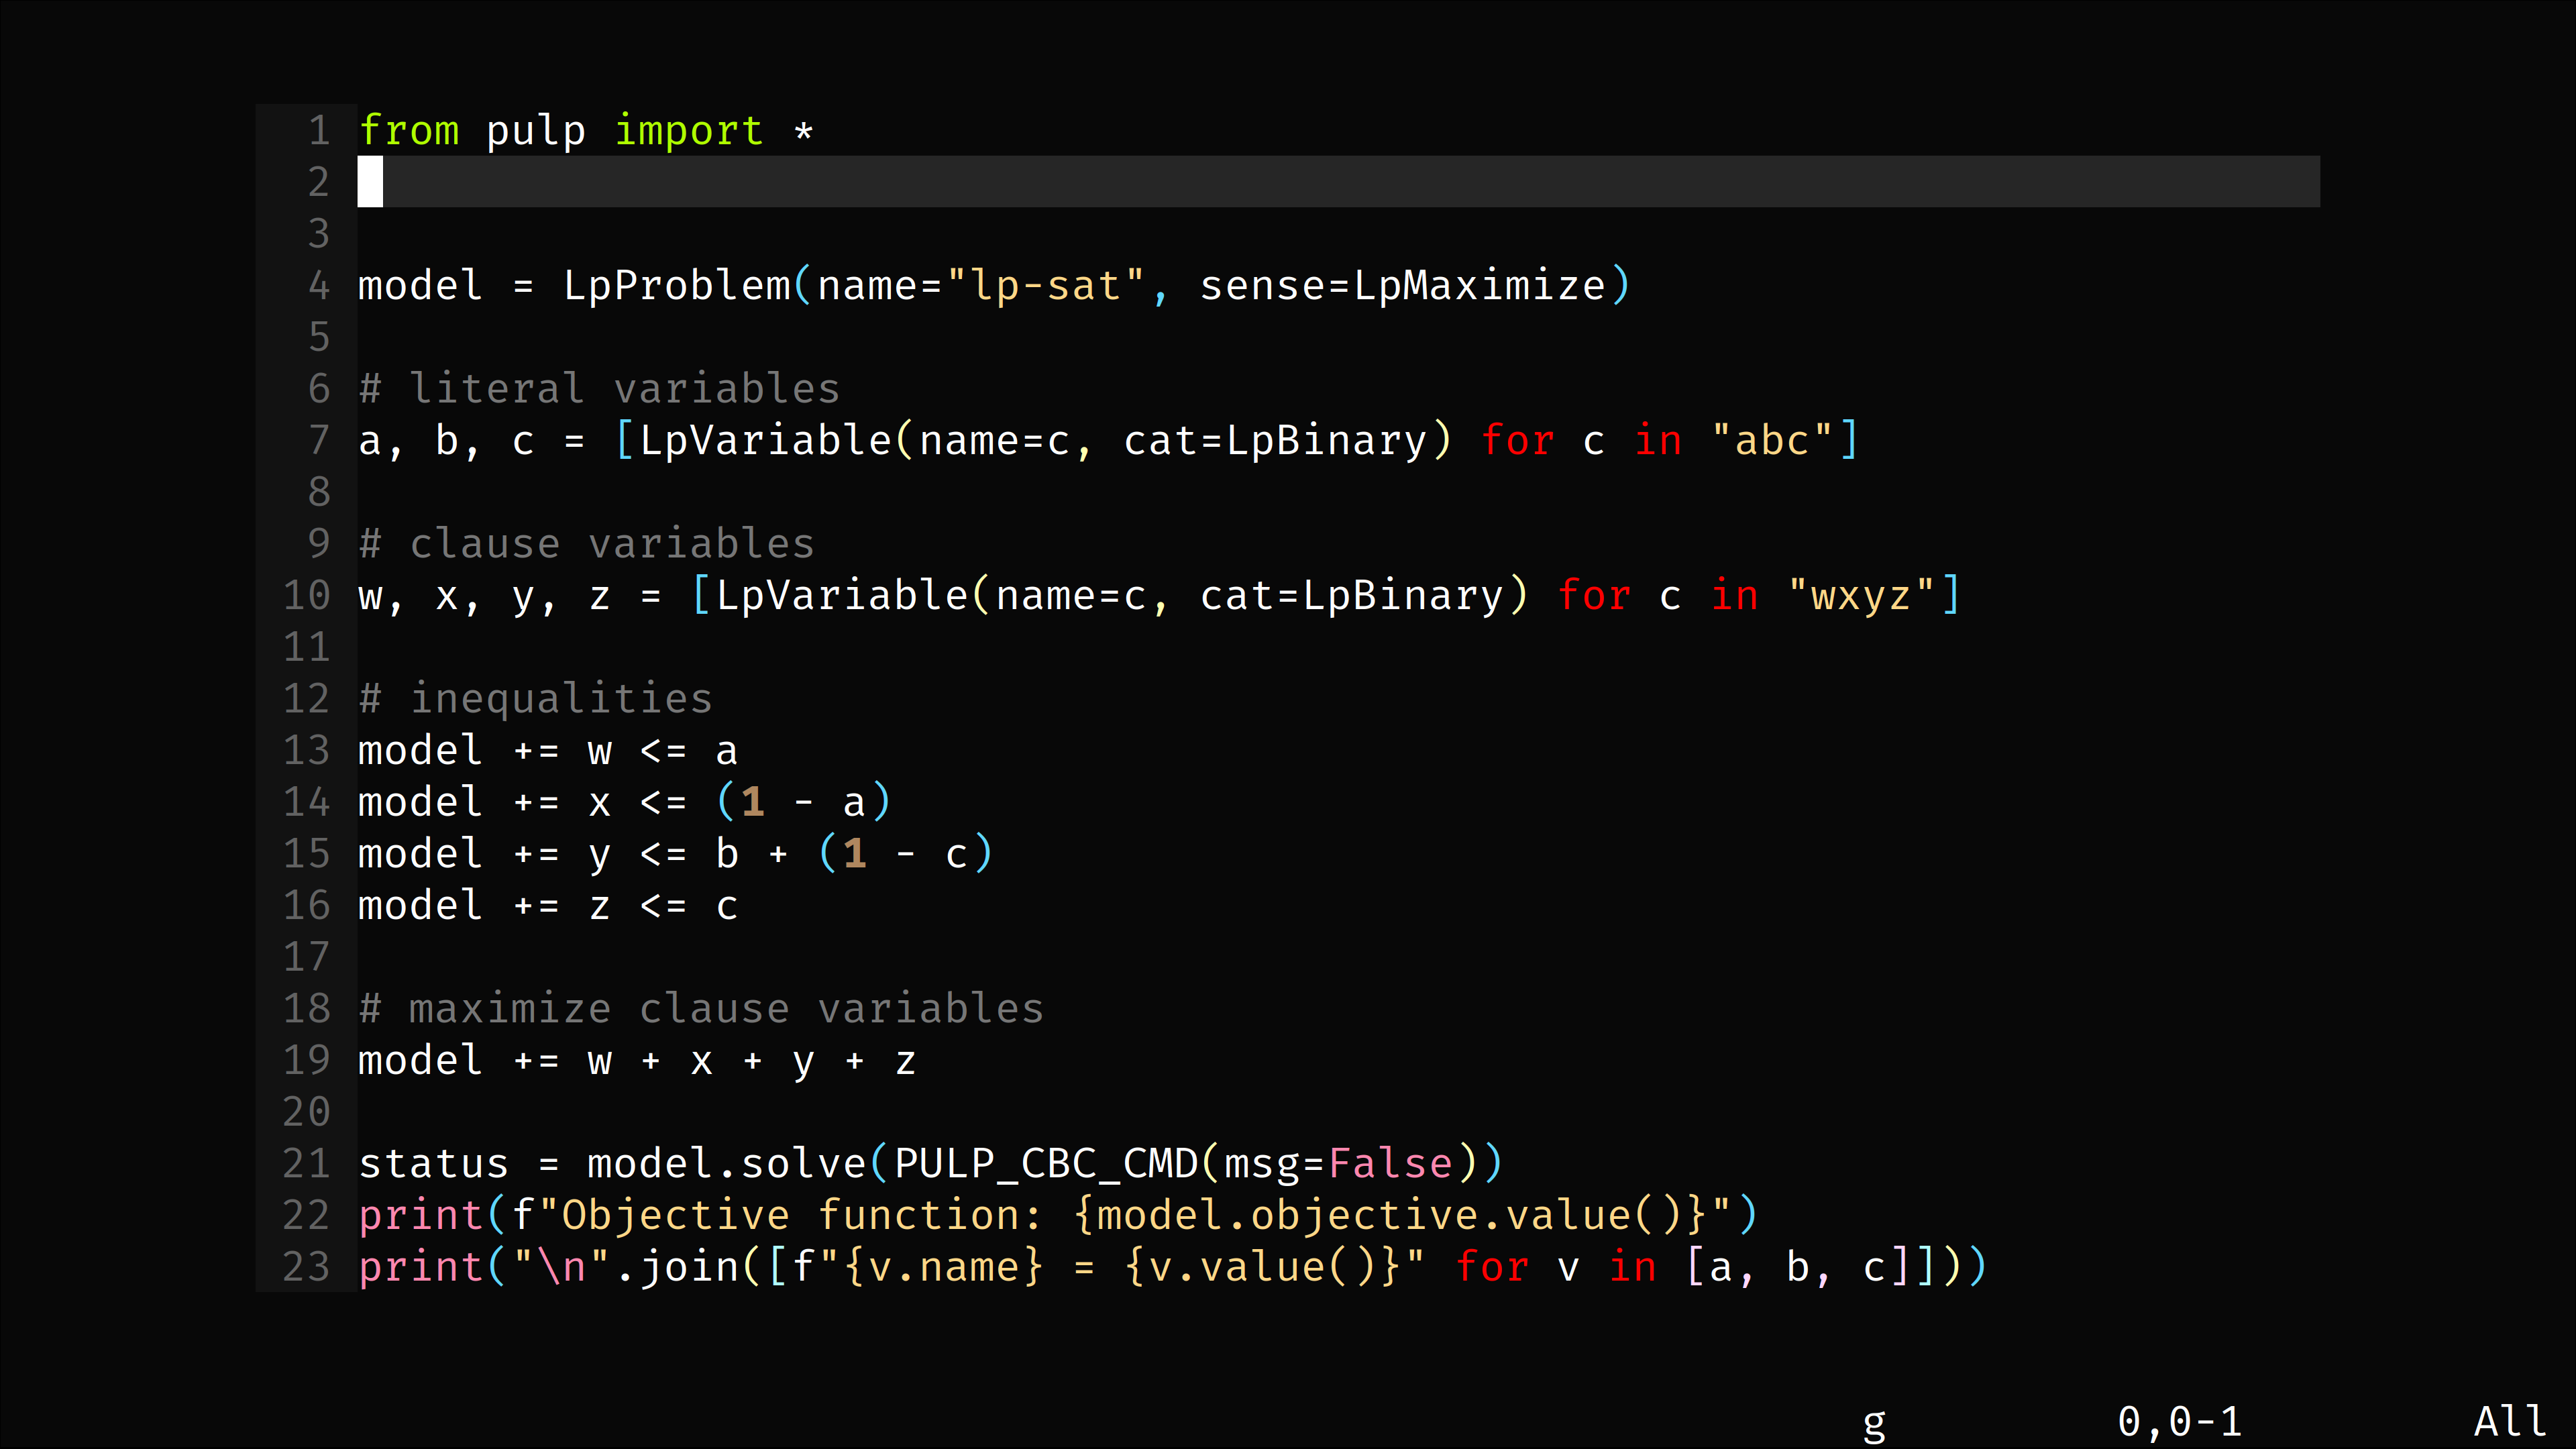 1 from pulp import *
2
3
4 model = LpProblem(name="lp-sat", sense=LpMaximize)
5
6 # literal variables
7 a, b, c = [LpVariable(name=c, cat=LpBinary) for c in "abc"]
8
9 # clause variables
10 w, x, y, z = [LpVariable(name=c, cat=LpBinary) for c in "wxyz"]
11
12 # inequalities
13 model += w <= a
14 model += x <= (1 - a)
15 model += y <= b + (1 - c)
16 model += z <= c
17
18 # maximize clause variables
19 model += w + x + y + z
20
21 status = model.solve(PULP_CBC_CMD(msg=False))
22 print(f"Objective function: {model.objective.value()}")
23 print("\n".join([f"{v.name} = {v.value()}" for v in [a, b, c]]))
g 0,0-1 All